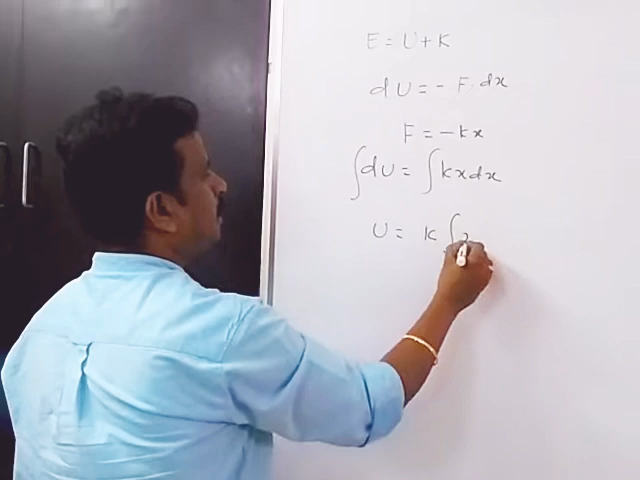 E = U + K
dU = - F. dx
F = - kx
∫dU = ∫kxdx
U = k ∫